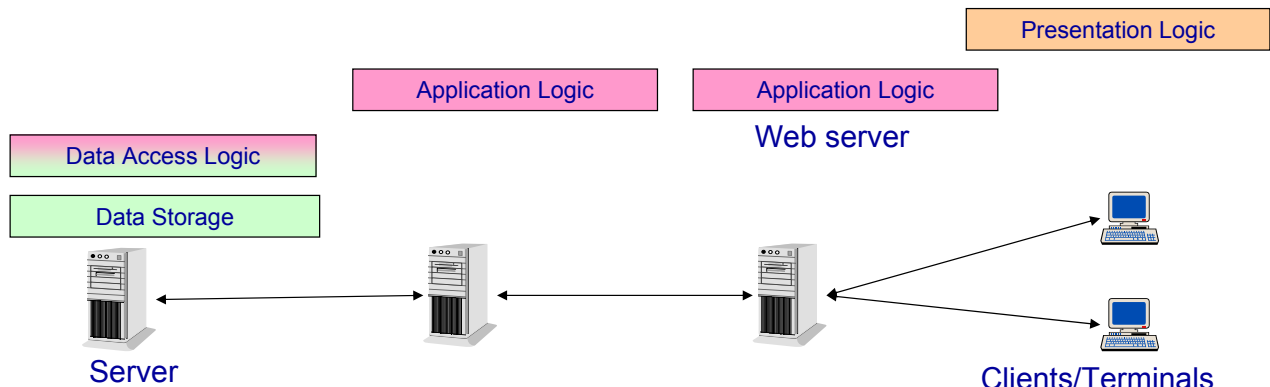 Presentation Logic
Application Logic
Application Logic
Web server
Data Access Logic
Data Storage
Server
Clients/Terminals